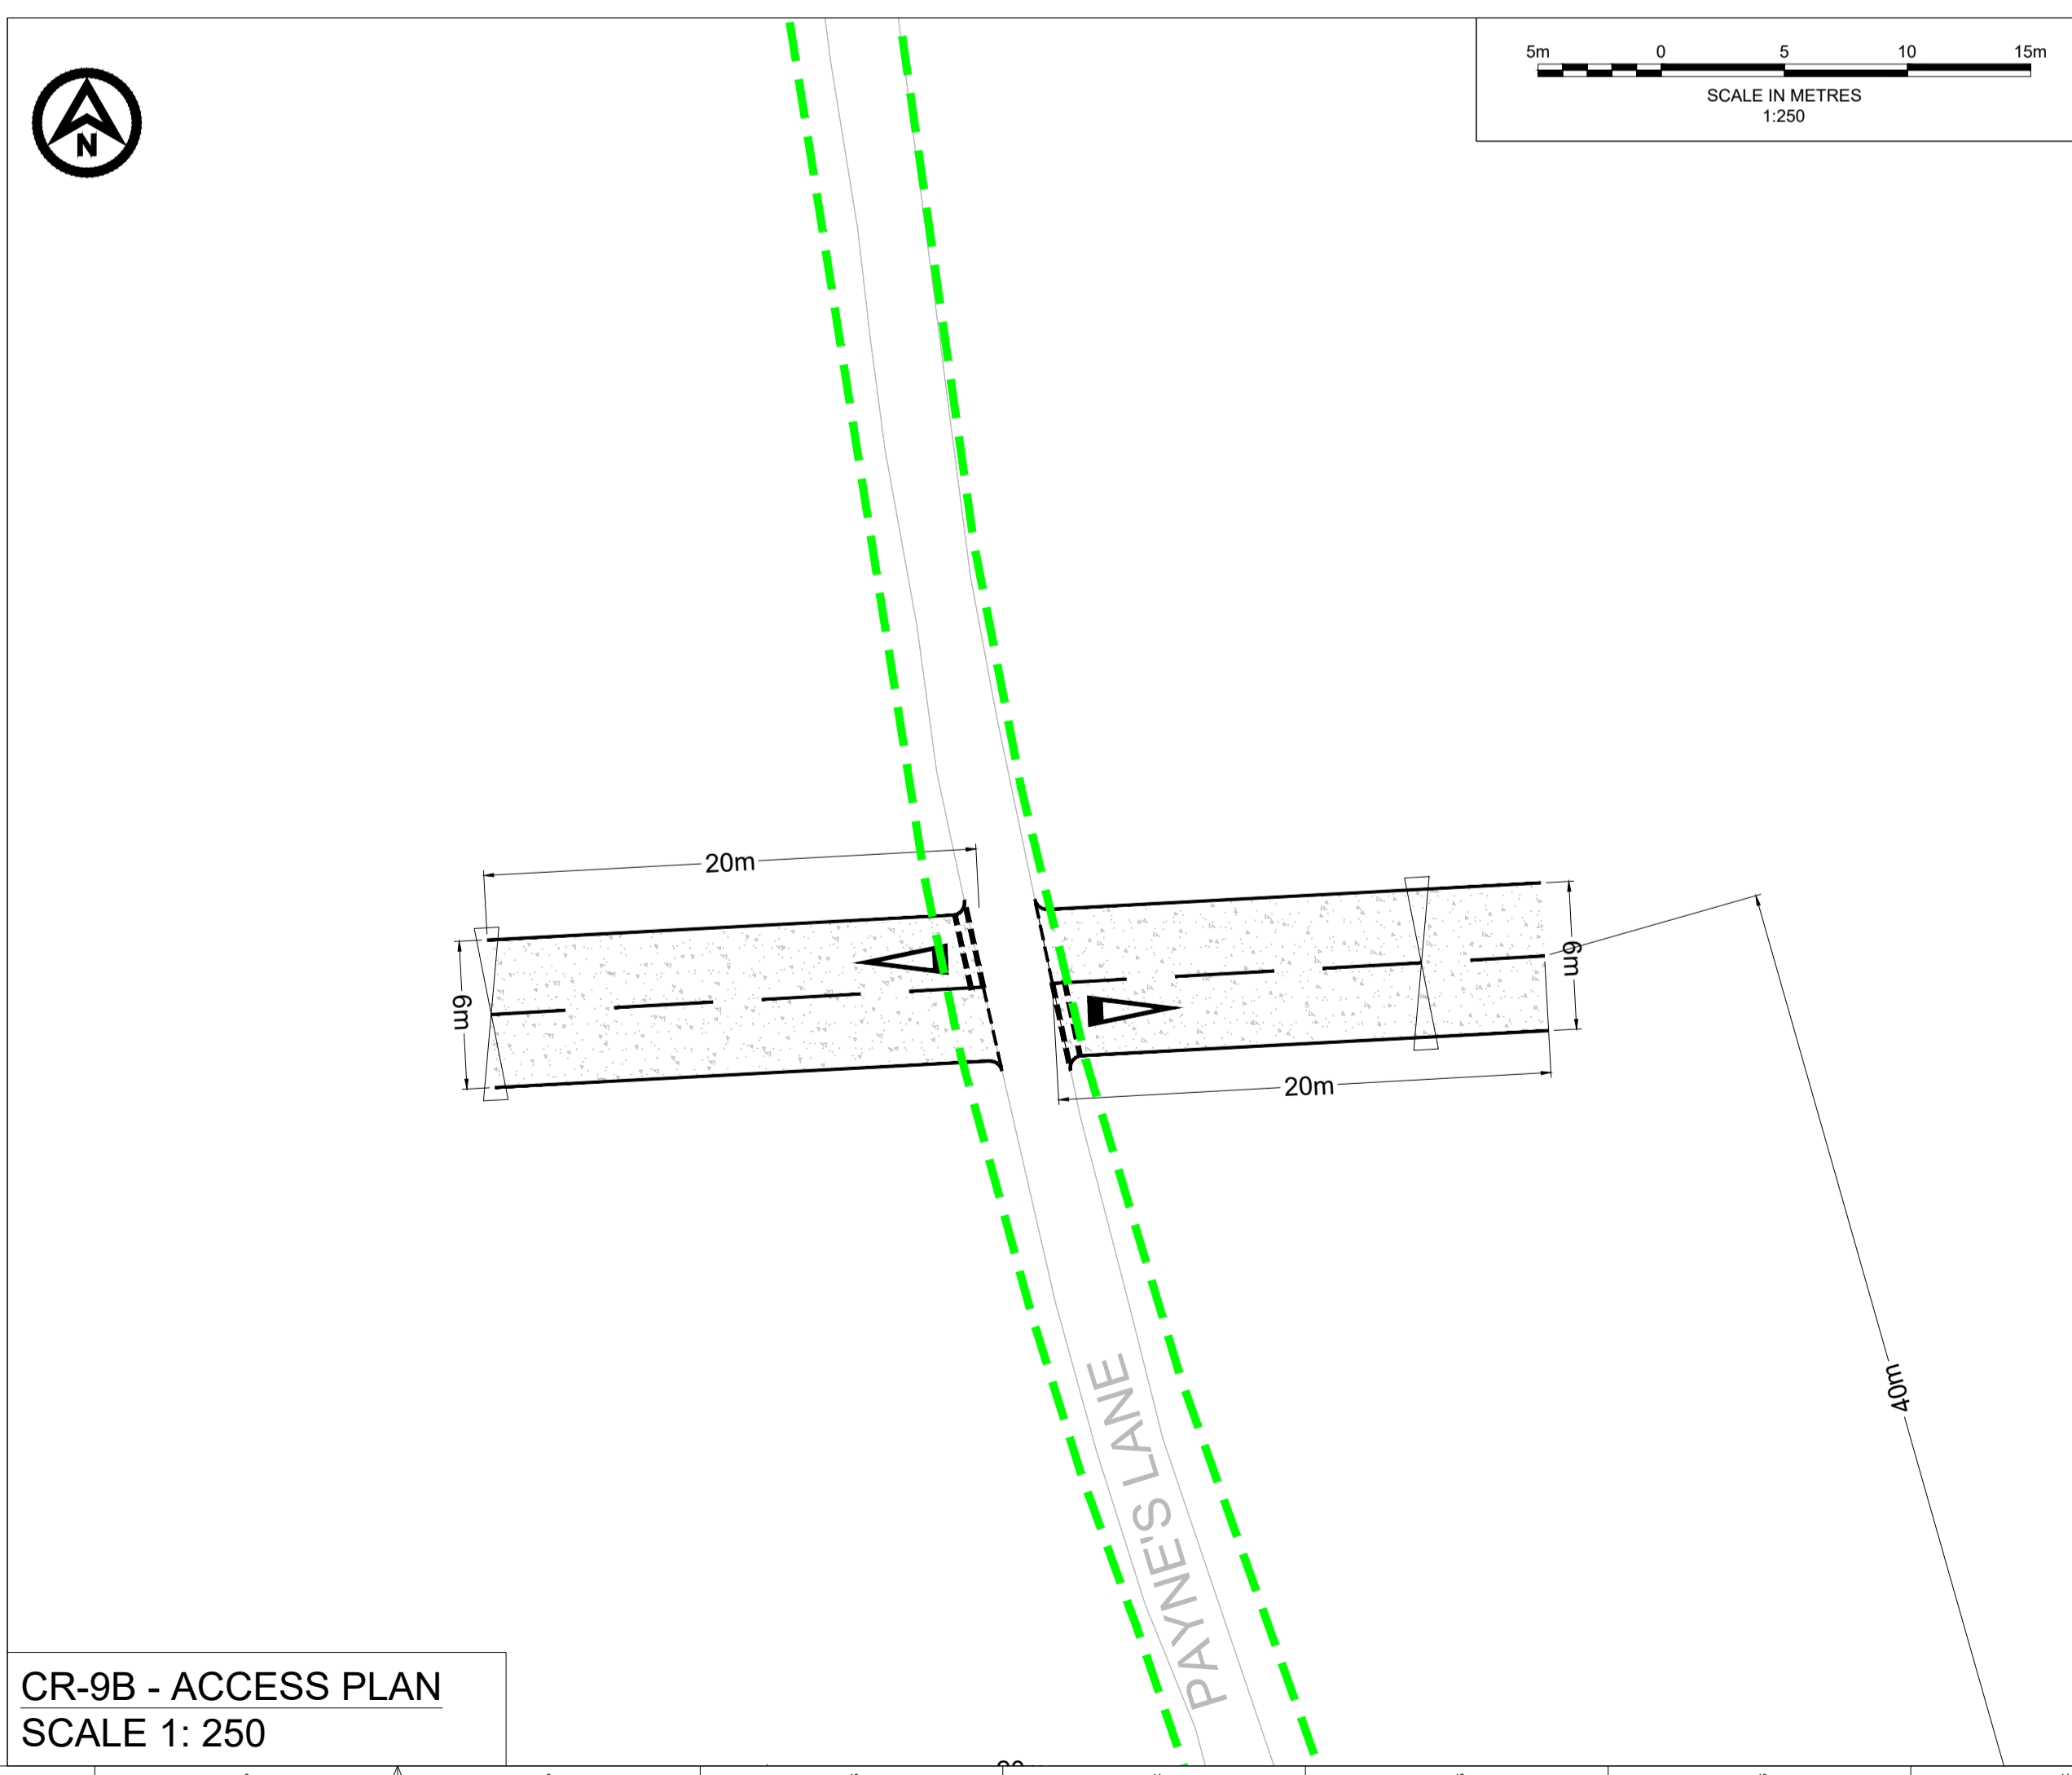 5m 0 5 10 15m
SCALE IN METRES
1:250
N
20m
6m
6m
20m
40m
PAYNE'S LANE
CR-9B - ACCESS PLAN
SCALE 1: 250